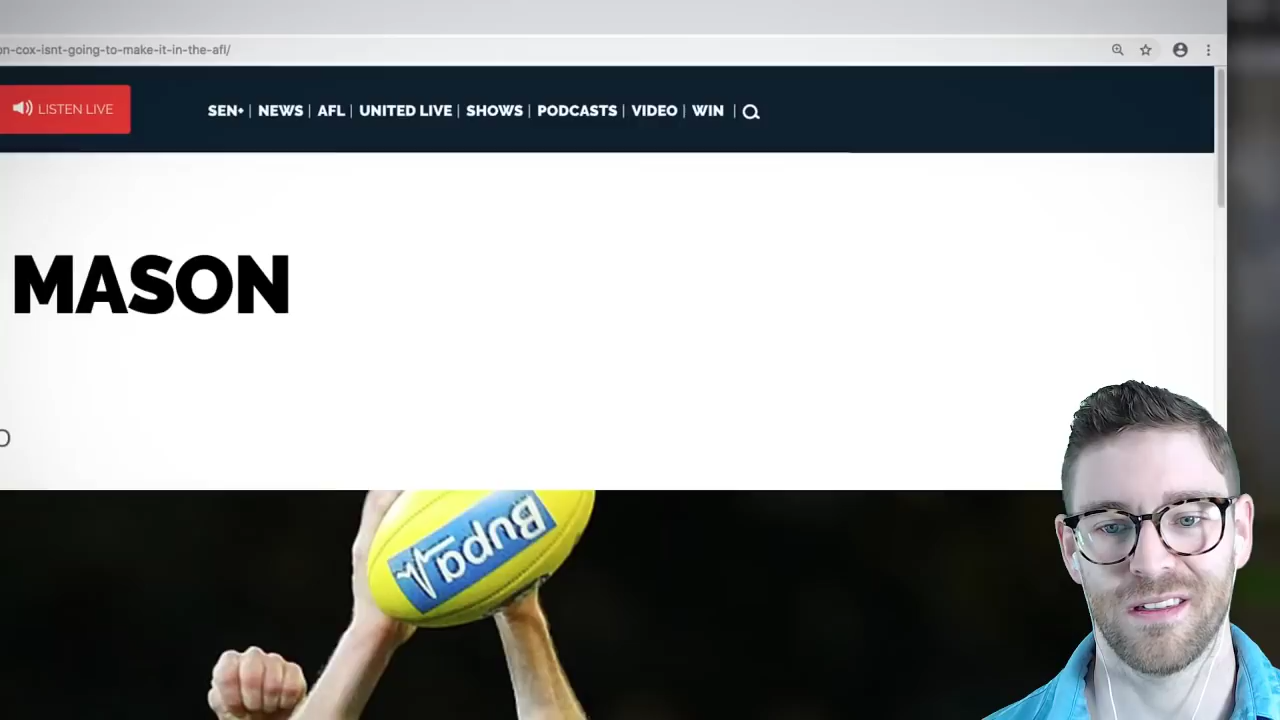 on-cox-isnt-going-to-make-it-in-the-afl/
LISTEN LIVE
SEN+ | NEWS | AFL | UNITED LIVE | SHOWS | PODCASTS | VIDEO | WIN |
MASON
Bupa